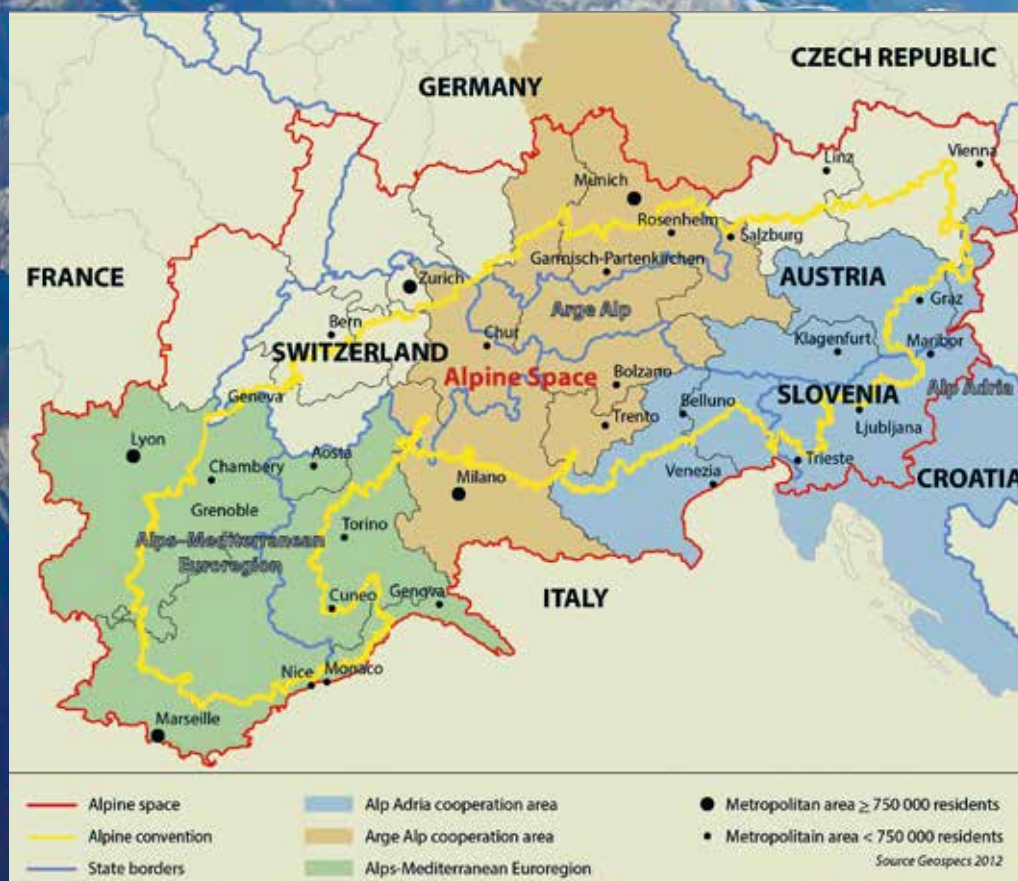 CZECH REPUBLIC
GERMANY
Linz
Vienna
Munich
Rosenheim
Salzburg
FRANCE
Garmisch-Partenkirchen
Zurich
AUSTRIA
Arge Alp
Graz
Bern
Chut
Klagenfurt
Maribor
SWITZERLAND
Alpine Space
Bolzano
SLOVENIA
Alp Adria
Geneva
Belluno
Trento
Ljubljana
Lyon
Aosta
Trieste
Chambery
Milano
Venezia
CROATIA
Grenoble
Torino
Alps-Mediterranean
Euroregion
Cuneo
Genova
ITALY
Nice
Monaco
Marseille
Alpine space
Alpine convention
State borders
Alp Adria cooperation area
Arge Alp cooperation area
Alps-Mediterranean Euroregion
Metropolitan area ≥ 750 000 residents
Metropolitain area < 750 000 residents
Source Geospecs 2012